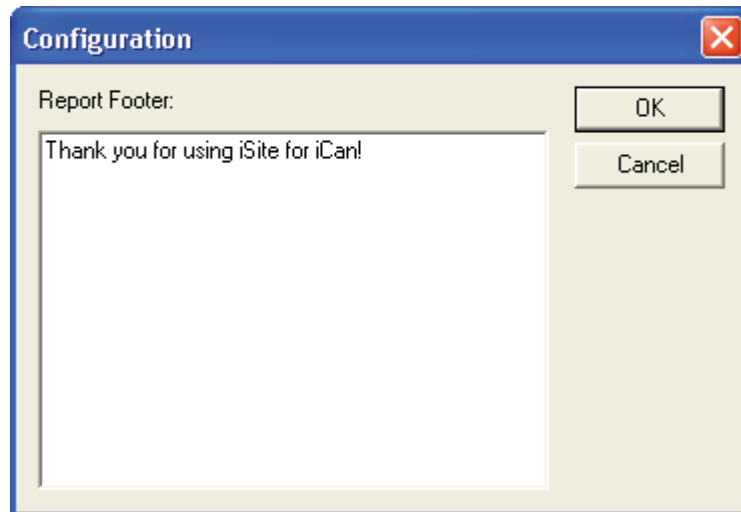 Configuration
Report Footer:
OK
Thank you for using iSite for iCan!
Cancel